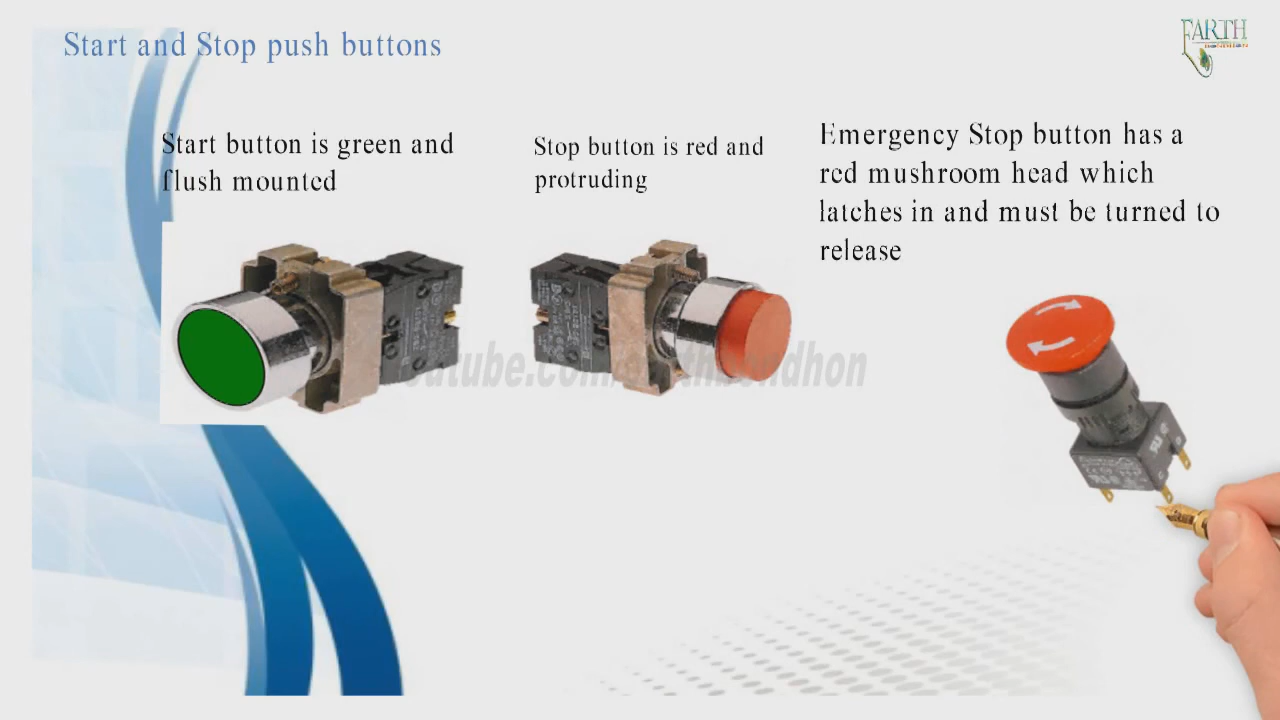 Start and Stop push buttons
EARTH
Start button is green and
flush mounted
Stop button is red and
protruding
Emergency Stop button has a
red mushroom head which
latches in and must be turned to
release